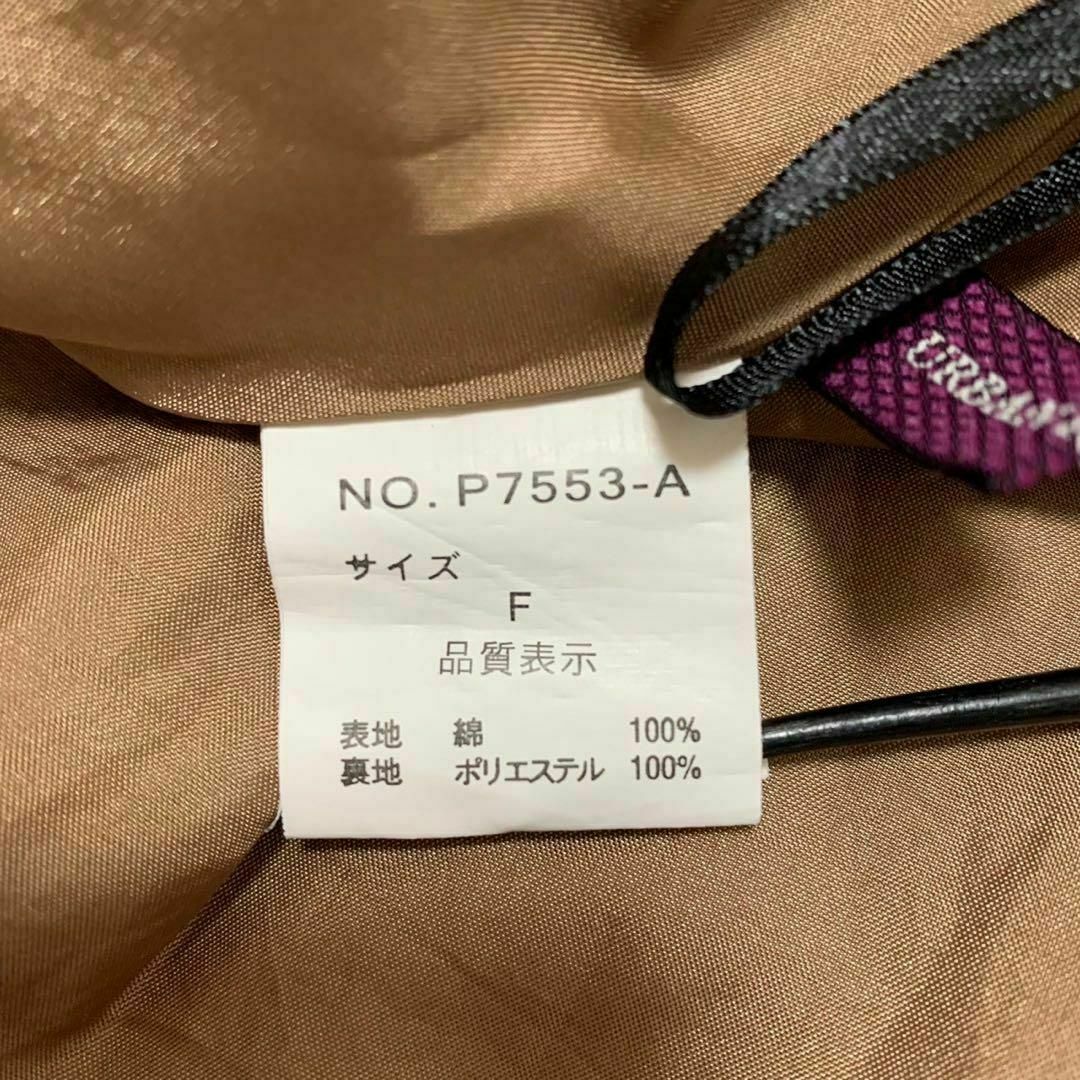 NO. P7553-A
サイズ
F
品質表示
表地 綿 100%
裏地 ポリエステル 100%